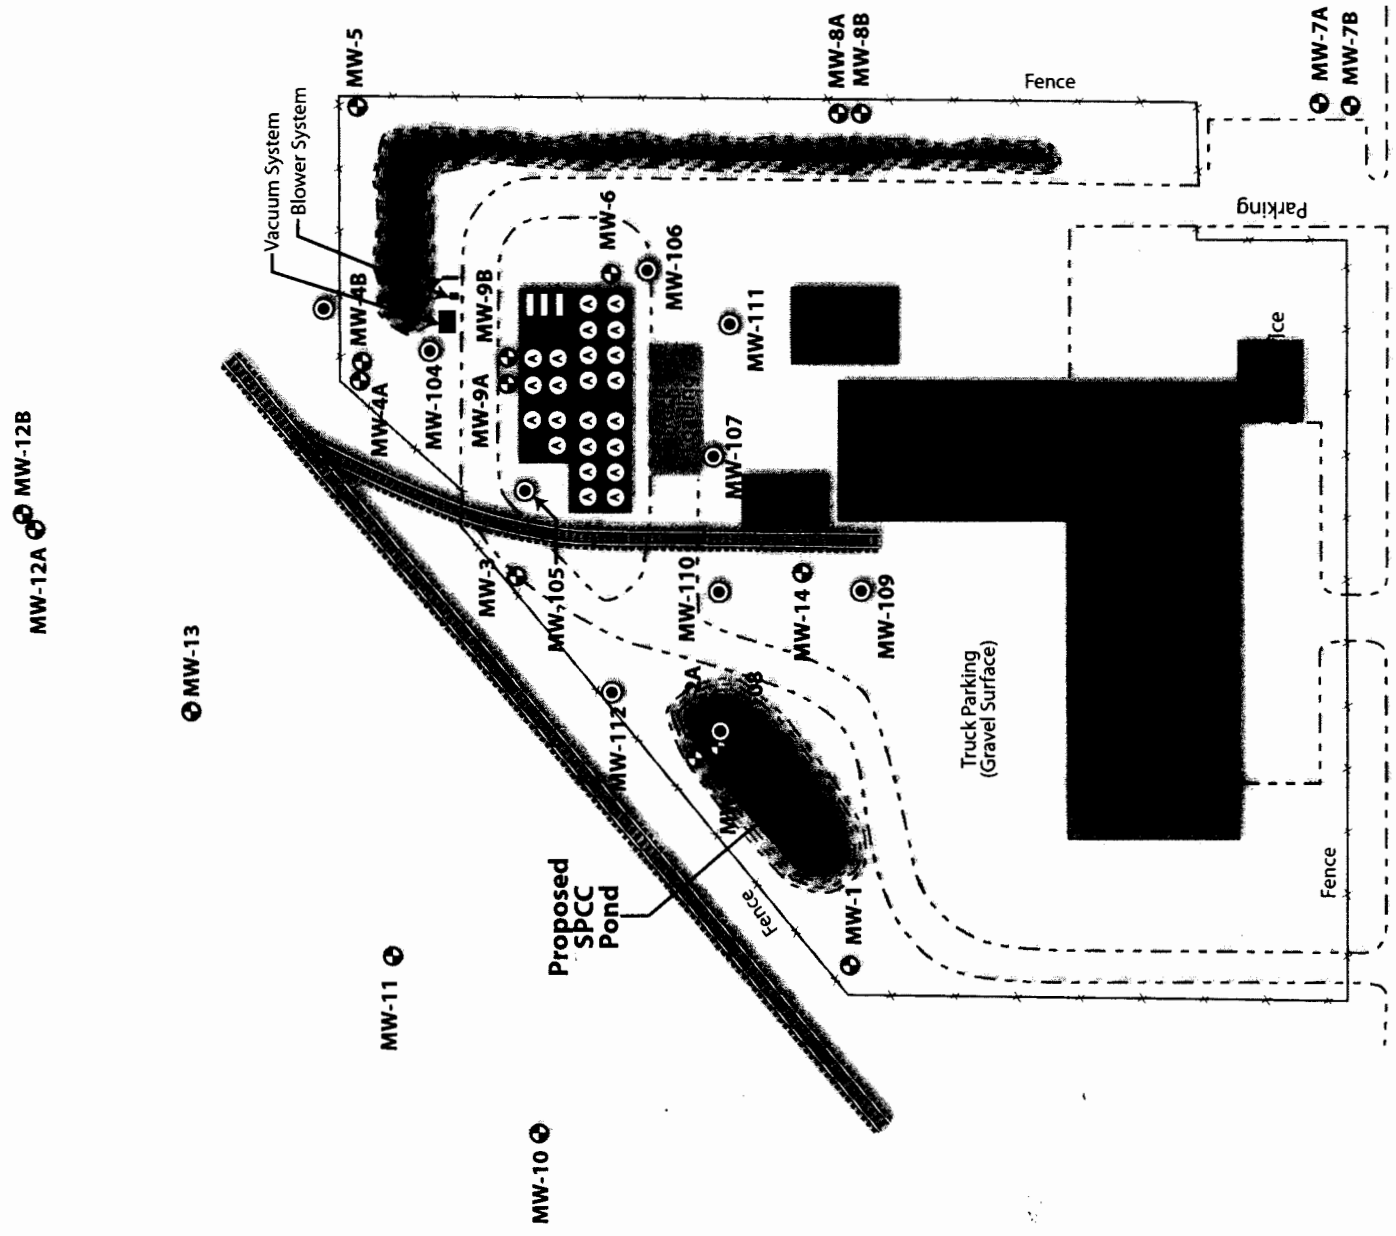 MW-5
MW-8A
MW-8B
MW-7A
MW-7B
Fence
Vacuum System
Blower System
Parking
MW-6
MW-106
MW-4B
MW-9B
MW-111
MW-4A
MW-104
MW-9A
MW-107
MW-12B
MW-12A
MW-3
MW-105
MW-110
MW-14
MW-109
MW-13
MW-112
Truck Parking
(Gravel Surface)
Proposed
SPCC
Pond
Fence
MW-1
Fence
MW-11
MW-10